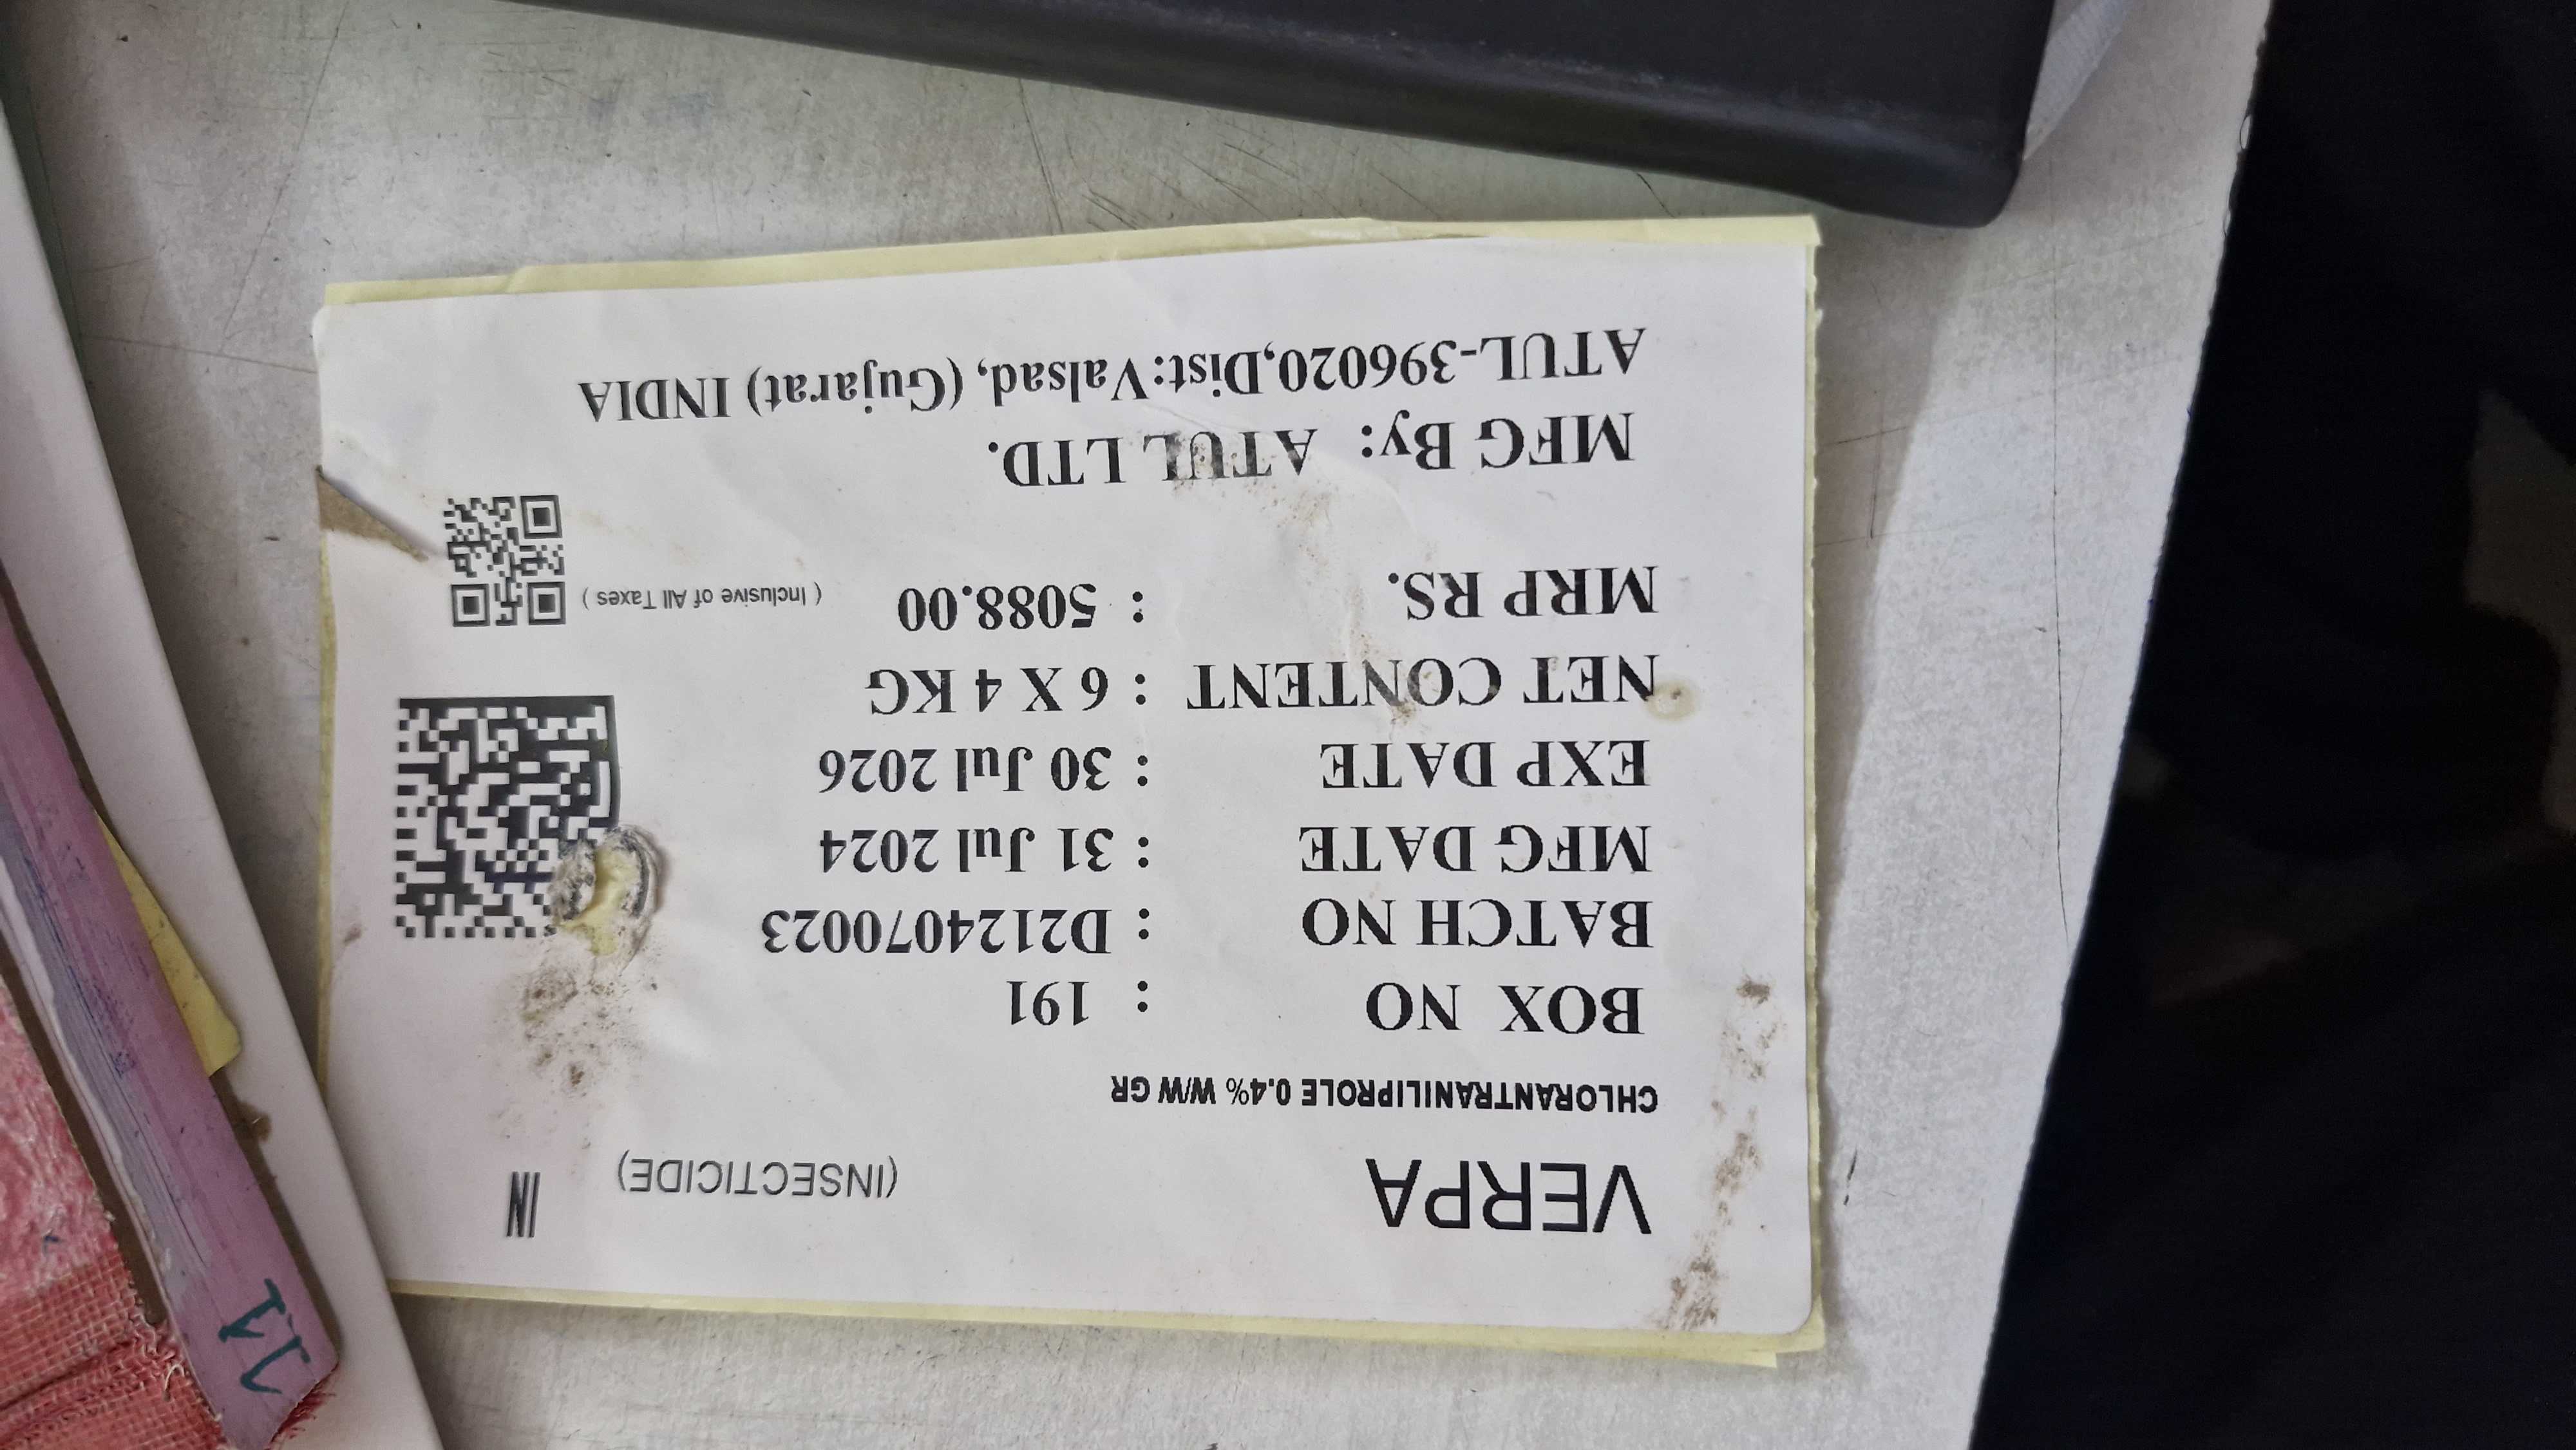 VERPA (INSECTICIDE) IN
CHLORANTRANILIPROLE 0.4% W/W GR
BOX NO : 191
BATCH NO : D2124070023
MFG DATE : 31 Jul 2024
EXP DATE : 30 Jul 2026
NET CONTENT : 6 X 4 KG
MRP RS. : 5088.00 ( Inclusive of All Taxes )
MFG By: ATUL LTD.
ATUL-396020,Dist:Valsad, (Gujarat) INDIA